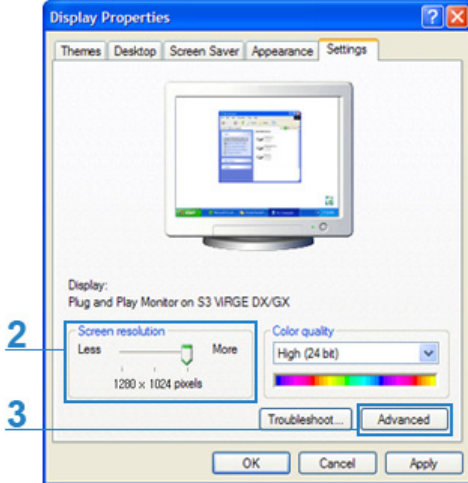 Display Properties
Themes Desktop Screen Saver Appearance Settings
Display:
Plug and Play Monitor on S3 VIRGE DX/GX
2
Screen resolution
Less More
1280 x 1024 pixels
Color quality
High (24 bit)
3
Troubleshoot... Advanced
OK Cancel Apply